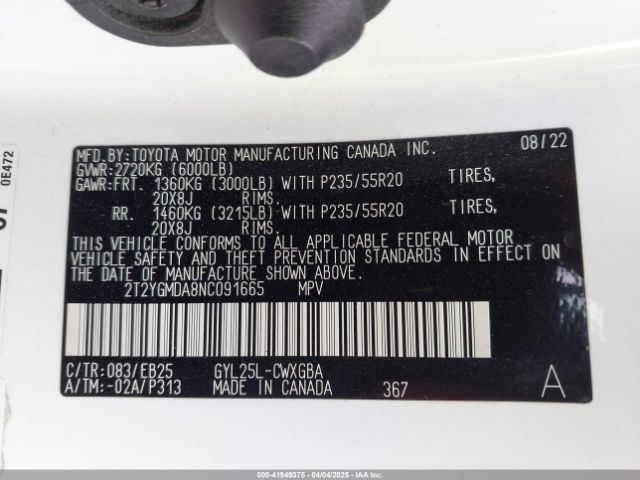 MFD.BY:TOYOTA MOTOR MANUFACTURING CANADA INC. 08/22
GVWR:2720KG (6000LB)
GAWR:FRT. 1360KG (3000LB) WITH P235/55R20 TIRES,
20X8J RIMS.
RR. 1460KG (3215LB) WITH P235/55R20 TIRES,
20X8J RIMS.
THIS VEHICLE CONFORMS TO ALL APPLICABLE FEDERAL MOTOR
VEHICLE SAFETY AND THEFT PREVENTION STANDARDS IN EFFECT ON THE
DATE OF MANUFACTURE SHOWN ABOVE.
2T2YGMDA8NC091665 MPV
C/TR:083/EB25 GYL25L-CWXGBA
A/TM:-02A/P313 MADE IN CANADA 367 A
0E472
000-41949375 - 04/04/2025 - IAAI.COM